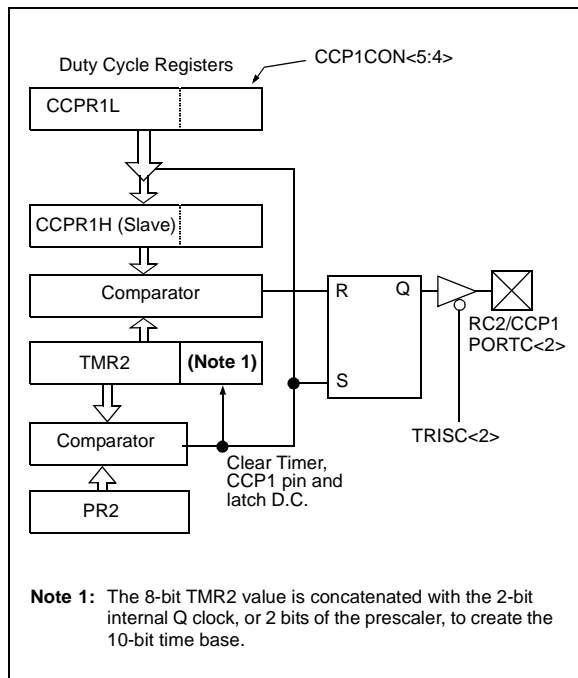 Duty Cycle Registers
CCP1CON<5:4>
CCPR1L
CCPR1H (Slave)
Comparator
R
Q
RC2/CCP1
PORTC<2>
TMR2
(Note 1)
S
TRISC<2>
Comparator
Clear Timer,
CCP1 pin and
latch D.C.
PR2
Note 1: The 8-bit TMR2 value is concatenated with the 2-bit
internal Q clock, or 2 bits of the prescaler, to create the
10-bit time base.